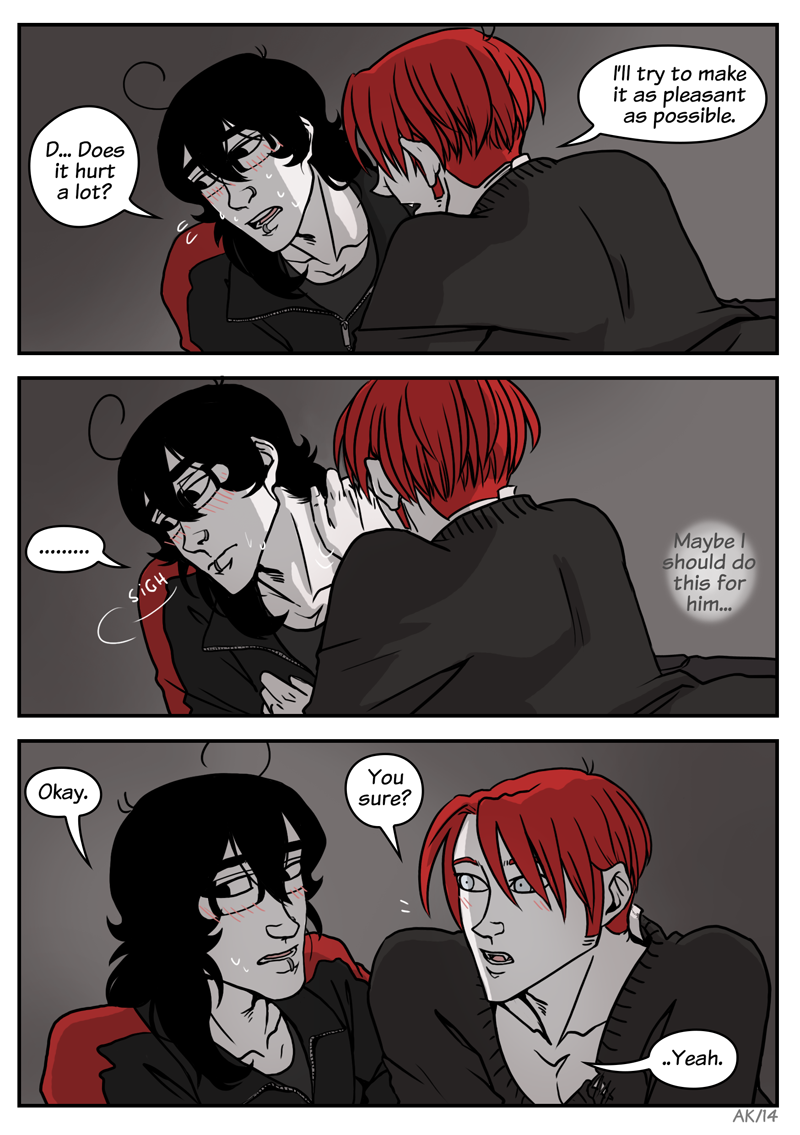 D... Does
it hurt
a lot?
I'll try to make
it as pleasant
as possible.
.........
SIGH
Maybe I
should do
this for
him...
Okay.
You
sure?
..Yeah.
AK/14